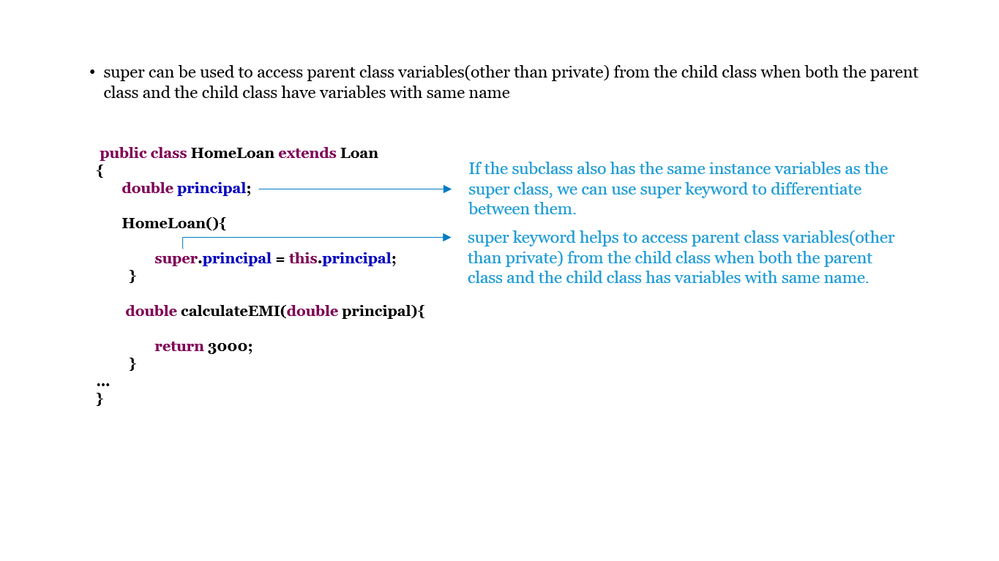 • super can be used to access parent class variables(other than private) from the child class when both the parent
class and the child class have variables with same name
public class HomeLoan extends Loan
{
double principal;
If the subclass also has the same instance variables as the
super class, we can use super keyword to differentiate
between them.
HomeLoan(){
super.principal = this.principal;
}
super keyword helps to access parent class variables(other
than private) from the child class when both the parent
class and the child class has variables with same name.
double calculateEMI(double principal){
return 3000;
}
...
}